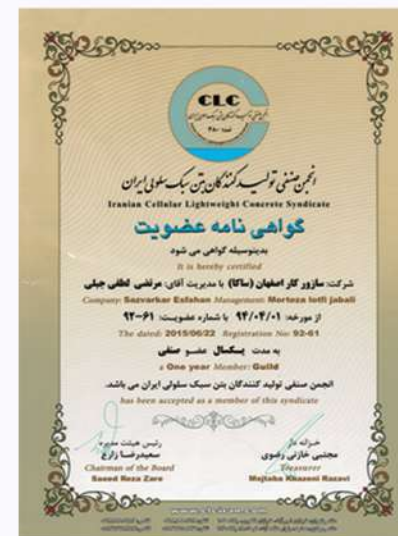 CLC
انجمن صنفی تولیدکنندگان بتن سبک سلولی ایران
Iranian Cellular Lightweight Concrete Syndicate
گواهی نامه عضویت
بدینوسیله گواهی می شود
It is hereby certified
شرکت: سازور کار اصفهان (ساکا) با مدیریت آقای: مرتضی لطفی جبلی
Company: Sazvarkar Esfahan Management: Morteza lotfi jabali
از مورخه: ۹۴/۰۴/۰۱ با شماره عضویت: ۶۱-۹۲
The dated: 2015/06/22 Registration No: 92-61
به مدت یکسال عضو صنفی
a One year Member: Guild
انجمن صنفی تولید کنندگان بتن سبک سلولی ایران می باشد.
has been accepted as a member of this syndicate
رئیس هیئت مدیره
سعیدرضا زارع
Chairman of the Board
Saeed Reza Zare
خزانه دار
مجتبی خازنی رضوی
Treasurer
Mojtaba Khazeni Razavi